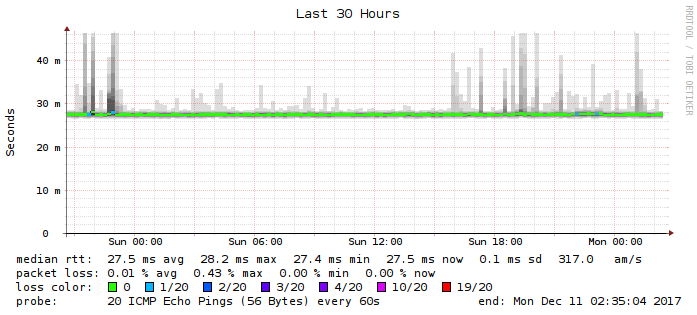 Last 30 Hours
RRDTOOL / TOBI OETIKER
Seconds
40 m
30 m
20 m
10 m
0
Sun 00:00 Sun 06:00 Sun 12:00 Sun 18:00 Mon 00:00
median rtt: 27.5 ms avg 28.2 ms max 27.4 ms min 27.5 ms now 0.1 ms sd 317.0 am/s
packet loss: 0.01 % avg 0.43 % max 0.00 % min 0.00 % now
loss color: 0 1/20 2/20 3/20 4/20 10/20 19/20
probe: 20 ICMP Echo Pings (56 Bytes) every 60s end: Mon Dec 11 02:35:04 2017